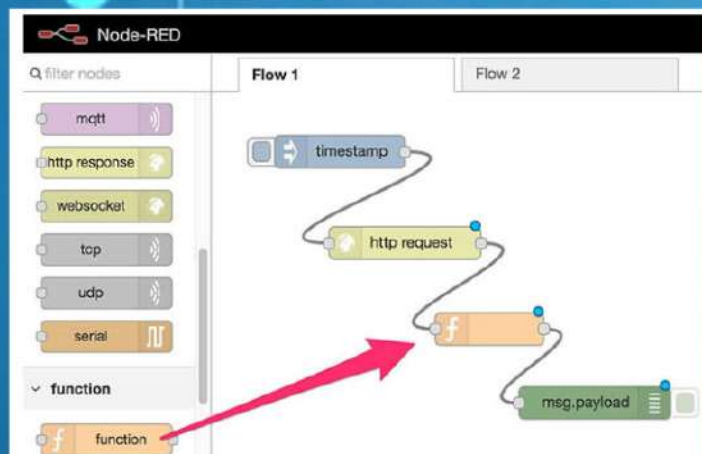 Node-RED
filter nodes
Flow 1
Flow 2
mqtt
http response
websocket
tcp
udp
serial
function
function
timestamp
http request
f
msg.payload